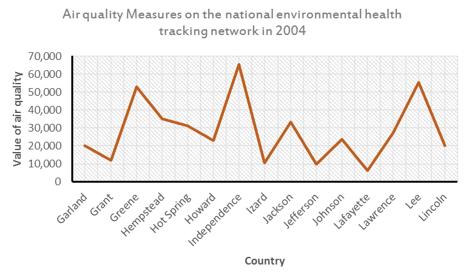 Air quality Measures on the national environmental health
tracking network in 2004
Value of air quality
70,000
60,000
50,000
40,000
30,000
20,000
10,000
0
Garland
Grant
Greene
Hempstead
Hot Spring
Howard
Independence
Izard
Jackson
Jefferson
Johnson
Lafayette
Lawrence
Lee
Lincoln
Country